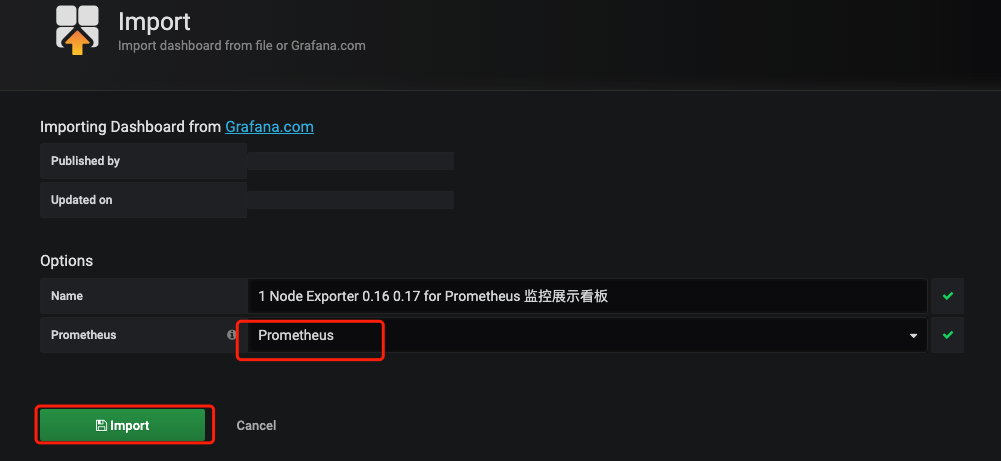 Import
Import dashboard from file or Grafana.com
Importing Dashboard from Grafana.com
Published by
Updated on
Options
Name 1 Node Exporter 0.16 0.17 for Prometheus 监控展示看板
Prometheus Prometheus
Import Cancel